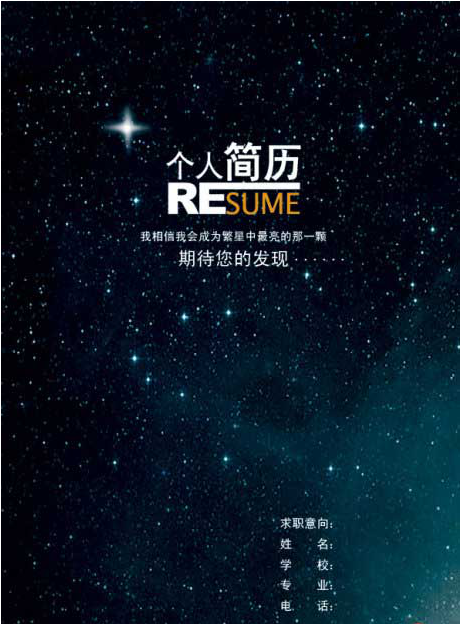 个人简历
RESUME
我相信我会成为繁星中最亮的那一颗
期待您的发现······
求职意向：
姓 名：
学 校：
专 业：
电 话：